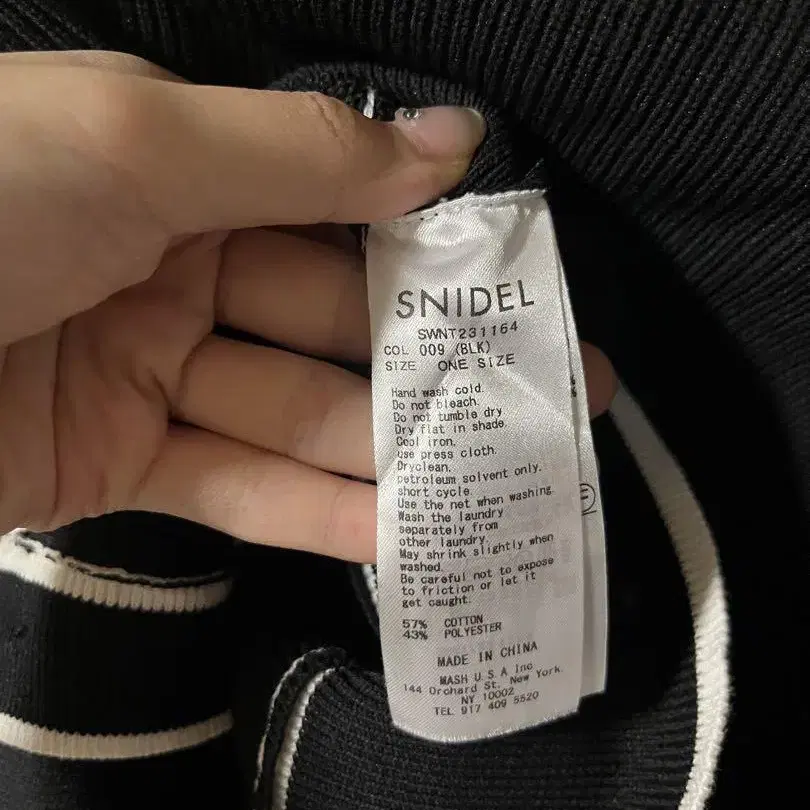 SNIDEL
SWNT231164
COL 009 (BLK)
SIZE ONE SIZE
Hand wash cold.
Do not bleach.
Do not tumble dry
Dry flat in shade
Cool iron.
use press cloth.
Dryclean.
petroleum solvent only.
short cycle.
Use the net when washing.
Wash the laundry
separately from
other laundry.
May shrink slightly when
washed.
Be careful not to expose
to friction or let it
get caught.
57% COTTON
43% POLYESTER
MADE IN CHINA
MASH U.S.A Inc
144 Orchard St. New York.
NY 10002
TEL 917 409 5520